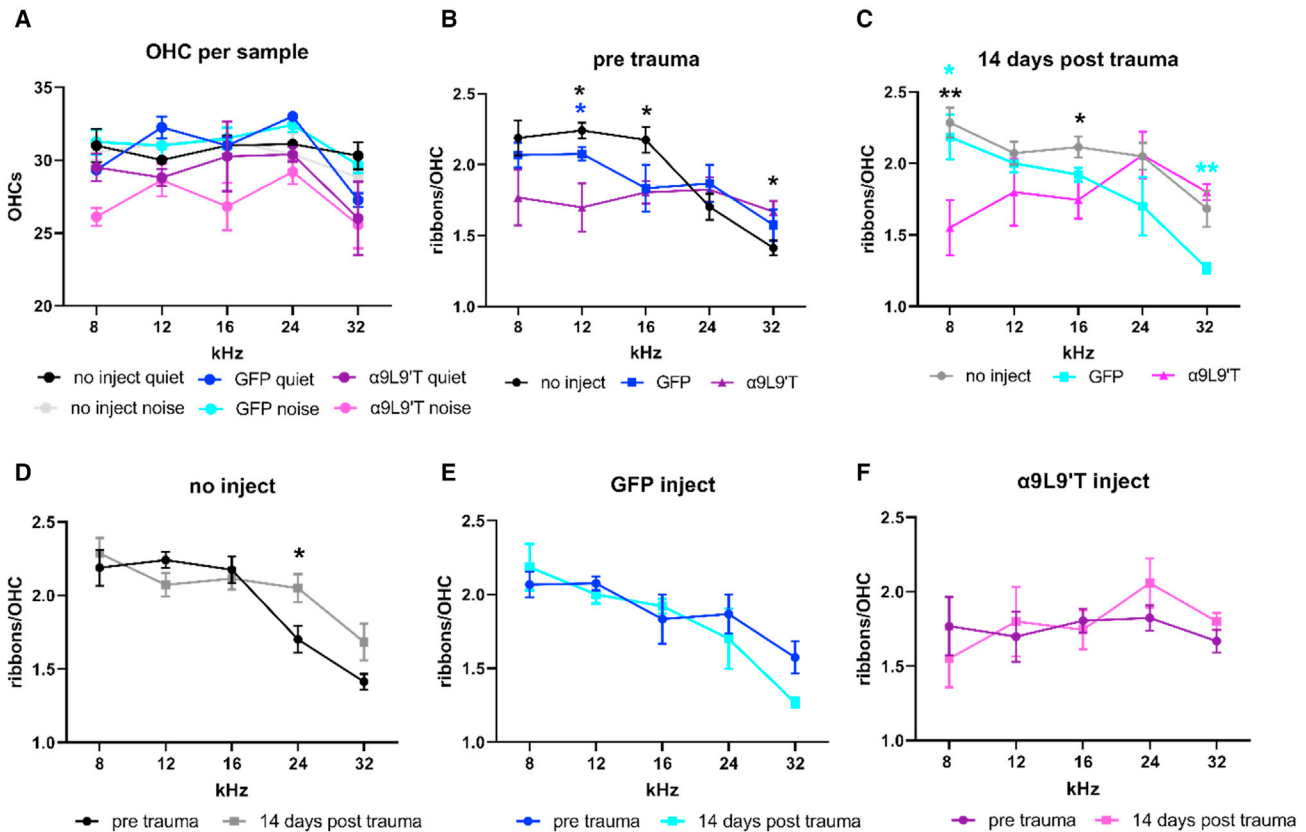 A
OHC per sample
OHCs
35
30
25
20
8 12 16 24 32
kHz
no inject quiet GFP quiet α9L9'T quiet
no inject noise GFP noise α9L9'T noise
B
pre trauma
ribbons/OHC
2.5
2.0
1.5
1.0
* *
*
*
8 12 16 24 32
kHz
no inject GFP α9L9'T
C
14 days post trauma
ribbons/OHC
2.5
2.0
1.5
1.0
*
** *
**
8 12 16 24 32
kHz
no inject GFP α9L9'T
D
no inject
ribbons/OHC
2.5
2.0
1.5
1.0
*
8 12 16 24 32
kHz
pre trauma 14 days post trauma
E
GFP inject
ribbons/OHC
2.5
2.0
1.5
1.0
8 12 16 24 32
kHz
pre trauma 14 days post trauma
F
α9L9'T inject
ribbons/OHC
2.5
2.0
1.5
1.0
8 12 16 24 32
kHz
pre trauma 14 days post trauma